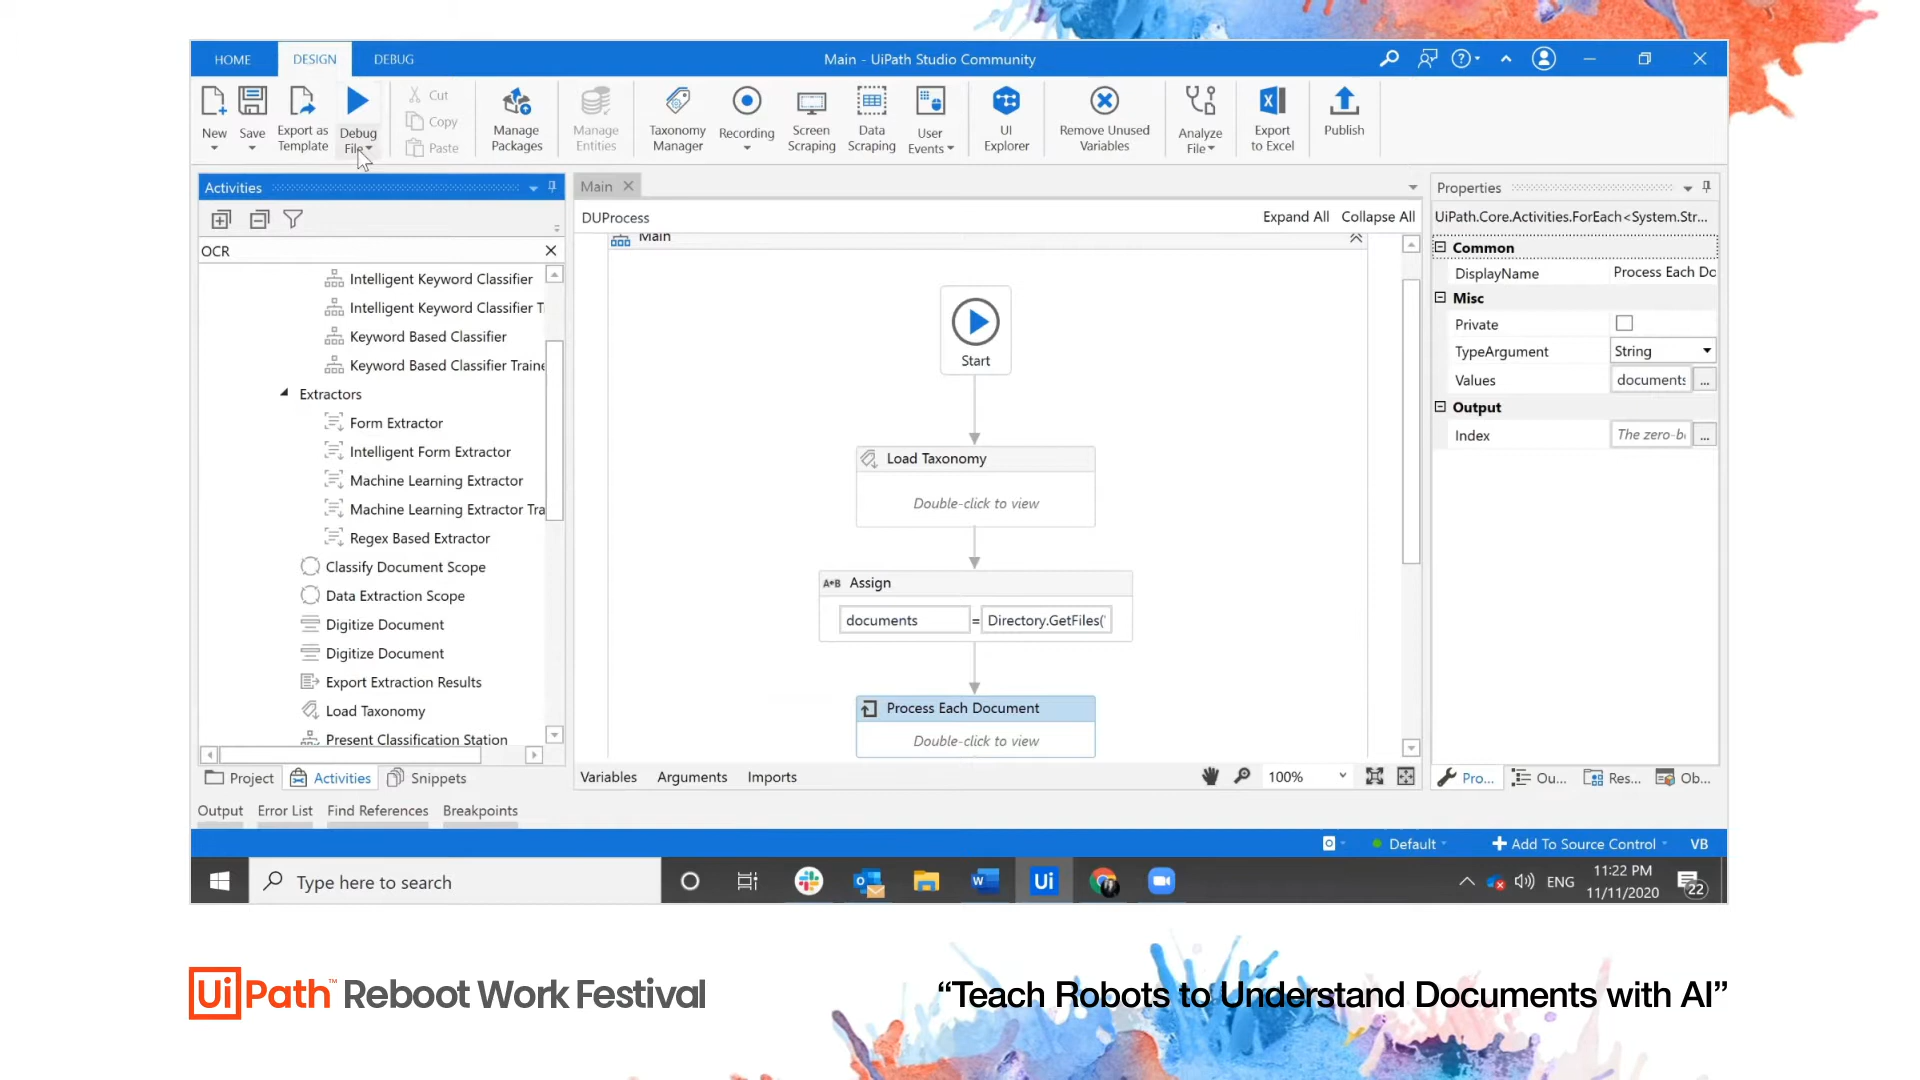 HOME DESIGN DEBUG Main - UiPath Studio Community
New Save Export as Template Debug File Cut Copy Paste Manage Packages Manage Entities Taxonomy Manager Recording Screen Scraping Data Scraping User Events UI Explorer Remove Unused Variables Analyze File Export to Excel Publish
Activities
OCR
Intelligent Keyword Classifier
Intelligent Keyword Classifier T
Keyword Based Classifier
Keyword Based Classifier Traine
Extractors
Form Extractor
Intelligent Form Extractor
Machine Learning Extractor
Machine Learning Extractor Tra
Regex Based Extractor
Classify Document Scope
Data Extraction Scope
Digitize Document
Digitize Document
Export Extraction Results
Load Taxonomy
Present Classification Station
Project Activities Snippets
Main
DUProcess Expand All Collapse All
Main
Start
Load Taxonomy
Double-click to view
A*B Assign
documents = Directory.GetFiles("
Process Each Document
Double-click to view
Variables Arguments Imports 100%
Properties
UiPath.Core.Activities.ForEach<System.Str...
Common
DisplayName Process Each Do
Misc
Private
TypeArgument String
Values documents ...
Output
Index The zero-b ...
Pro... Ou... Res... Ob...
Output Error List Find References Breakpoints
Default Add To Source Control VB
Type here to search Ui ENG 11:22 PM
11/11/2020 22
UiPath™ Reboot Work Festival
“Teach Robots to Understand Documents with AI”